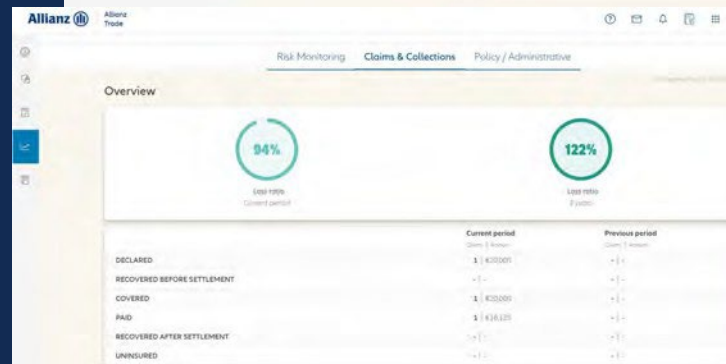 Allianz
Allianz
Trade
Risk Monitoring Claims & Collections Policy / Administrative
Overview
94%
122%
Loss ratio
Loss ratio
Current period
Current period Previous period
DECLARED 1
RECOVERED BEFORE SETTLEMENT - | - - | -
COVERED 1
PAID 1
RECOVERED AFTER SETTLEMENT - | - - | -
UNINSURED - | - - | -